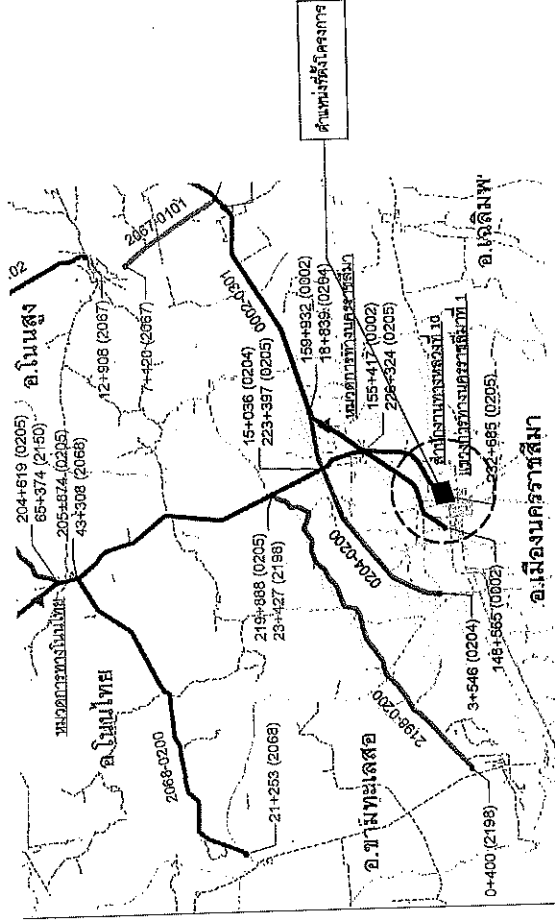 .02
อ.โนนสูง
204+619 (0205)
65+374 (2150)
205+874 (0205)
43+308 (2068)
หมวดการทางโนนไทย
อ.โนนไทย
2068-0200
21+253 (2068)
12+908 (2067)
7+420 (2067)
2067-0101
0002-0301
219+888 (0205)
23+427 (2198)
15+036 (0204)
223+397 (0205)
159+932 (0002)
18+839 (0204)
หมวดการทางนครราชสีมา
155+417 (0002)
226+324 (0205)
ตำแหน่งที่ตั้งโครงการ
สำนักงานทางหลวงที่ 10
แขวงการทางนครราชสีมาที่ 1
232+685 (0205)
0204-0200
2198-0200
อ.ขามทะเลสอ
0+400 (2198)
3+546 (0204)
(0002)
อ.เมืองนครราชสีมา
อ.เฉลิมพ